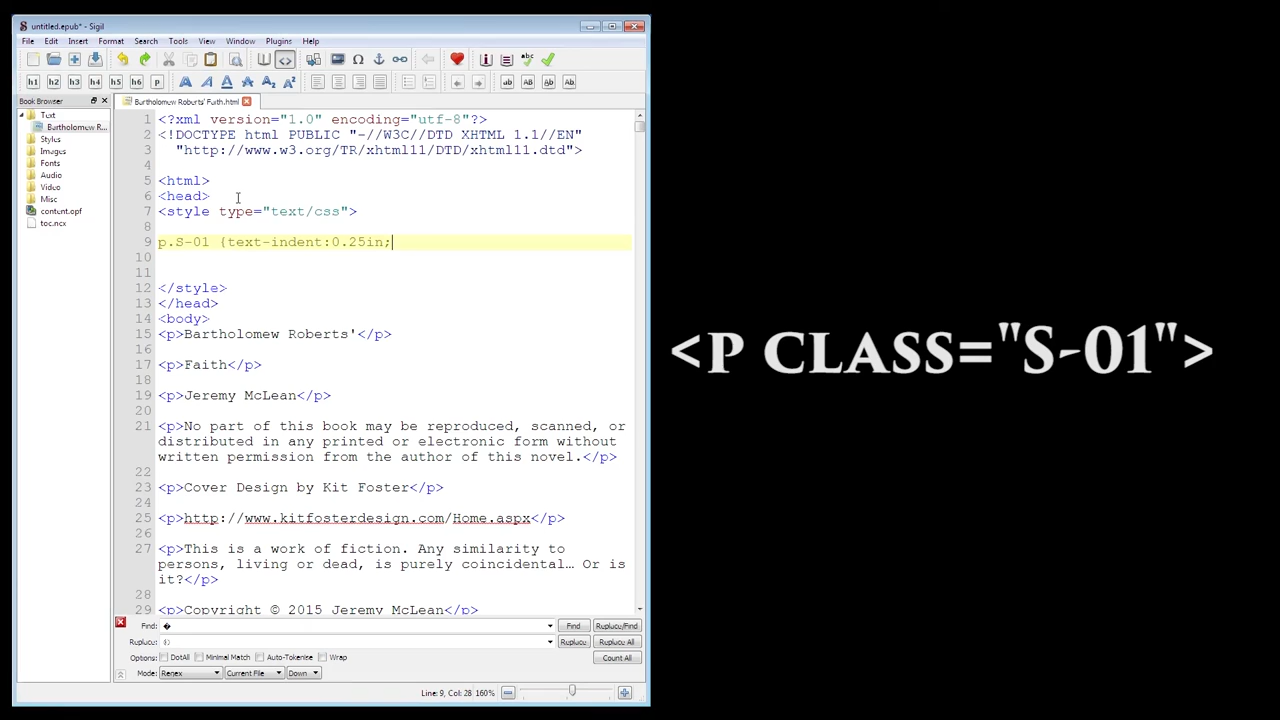 untitled.epub* - Sigil
File Edit Insert Format Search Tools View Window Plugins Help
h1 h2 h3 h4 h5 h6 p
Book Browser
Bartholomew Roberts' Faith.html
Text
Bartholomew R...
Styles
Images
Fonts
Audio
Video
Misc
content.opf
toc.ncx
1 <?xml version="1.0" encoding="utf-8"?>
2 <!DOCTYPE html PUBLIC "-//W3C//DTD XHTML 1.1//EN"
3 "http://www.w3.org/TR/xhtml11/DTD/xhtml11.dtd">
4
5 <html>
6 <head>
7 <style type="text/css">
8
9 p.S-01 {text-indent:0.25in;
10
11
12 </style>
13 </head>
14 <body>
15 <p>Bartholomew Roberts'</p>
16
17 <p>Faith</p>
18
19 <p>Jeremy McLean</p>
20
21 <p>No part of this book may be reproduced, scanned, or
distributed in any printed or electronic form without
written permission from the author of this novel.</p>
22
23 <p>Cover Design by Kit Foster</p>
24
25 <p>http://www.kitfosterdesign.com/Home.aspx</p>
26
27 <p>This is a work of fiction. Any similarity to
persons, living or dead, is purely coincidental… Or is
it?</p>
28
29 <p>Copyright © 2015 Jeremy McLean</p>
Find: � Find Replace/Find
Replace: Replace Replace All
Options: DotAll Minimal Match Auto-Tokenise Wrap Count All
Mode: Regex Current File Down
Line: 9, Col: 28 160%
<P CLASS="S-01">